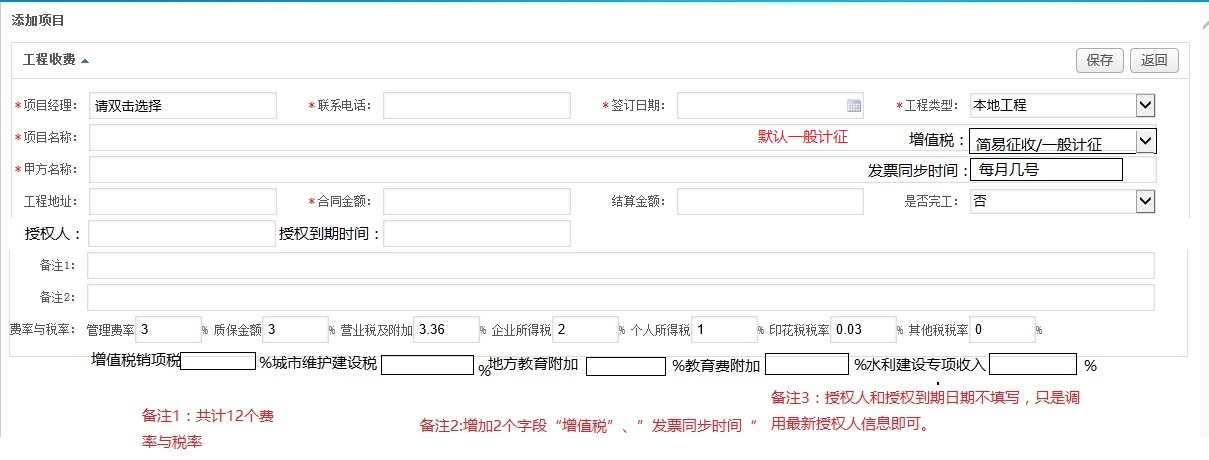 添加项目
工程收费 保存 返回
*项目经理: 请双击选择 *联系电话: *签订日期: *工程类型: 本地工程
*项目名称: 默认一般计征 增值税： 简易征收/一般计征
*甲方名称: 发票同步时间： 每月几号
工程地址: *合同金额: 结算金额: 是否完工: 否
授权人： 授权到期时间：
备注1:
备注2:
费率与税率: 管理费率 3 % 质保金额 3 % 营业税及附加 3.36 % 企业所得税 2 % 个人所得税 1 % 印花税税率 0.03 % 其他税税率 0 %
增值税销项税 %城市维护建设税 %地方教育附加 %教育费附加 %水利建设专项收入 %
备注1：共计12个费
率与税率
备注2:增加2个字段“增值税”、”发票同步时间“
备注3：授权人和授权到期日期不填写，只是调
用最新授权人信息即可。